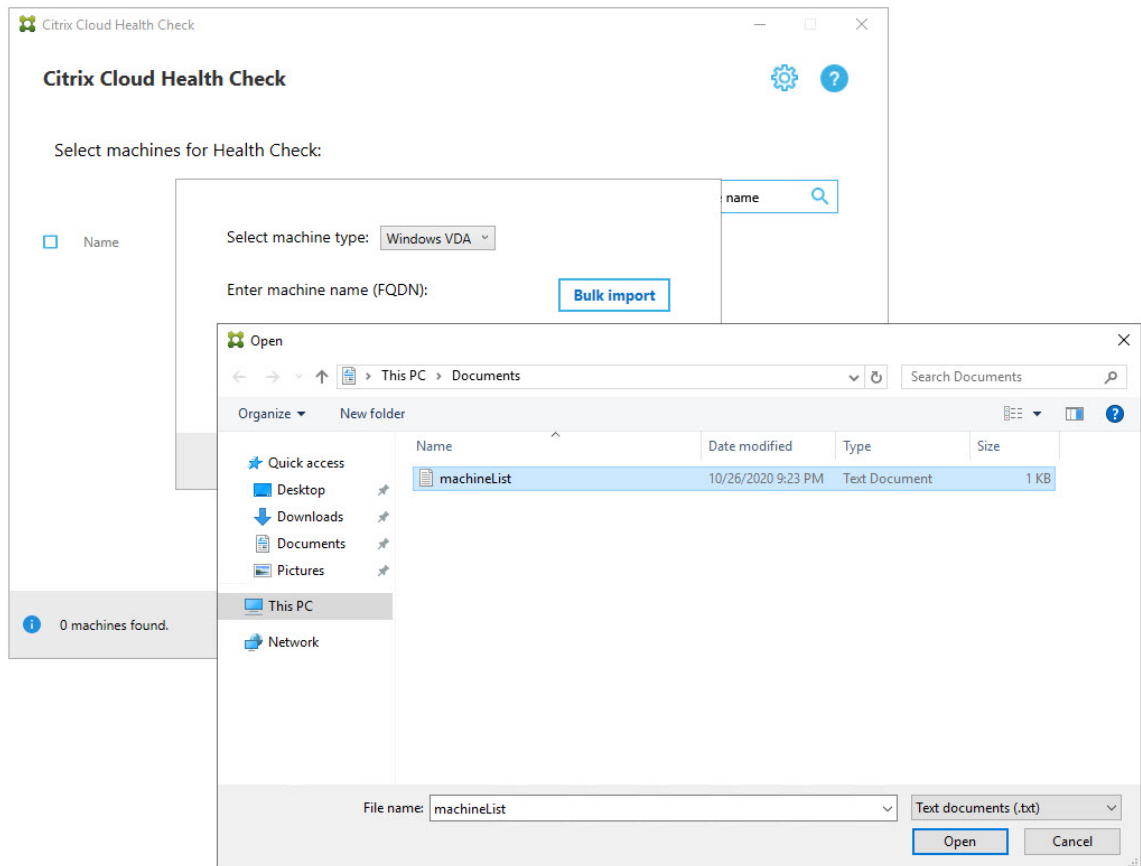 Citrix Cloud Health Check
Citrix Cloud Health Check
?
Select machines for Health Check:
name
Name
Select machine type: Windows VDA
Enter machine name (FQDN):
Bulk import
Open
This PC > Documents
Search Documents
Organize
New folder
?
Name
Date modified
Type
Size
Quick access
machineList 10/26/2020 9:23 PM Text Document 1 KB
Desktop
Downloads
Documents
Pictures
This PC
i 0 machines found.
Network
File name: machineList
Text documents (.txt)
Open
Cancel